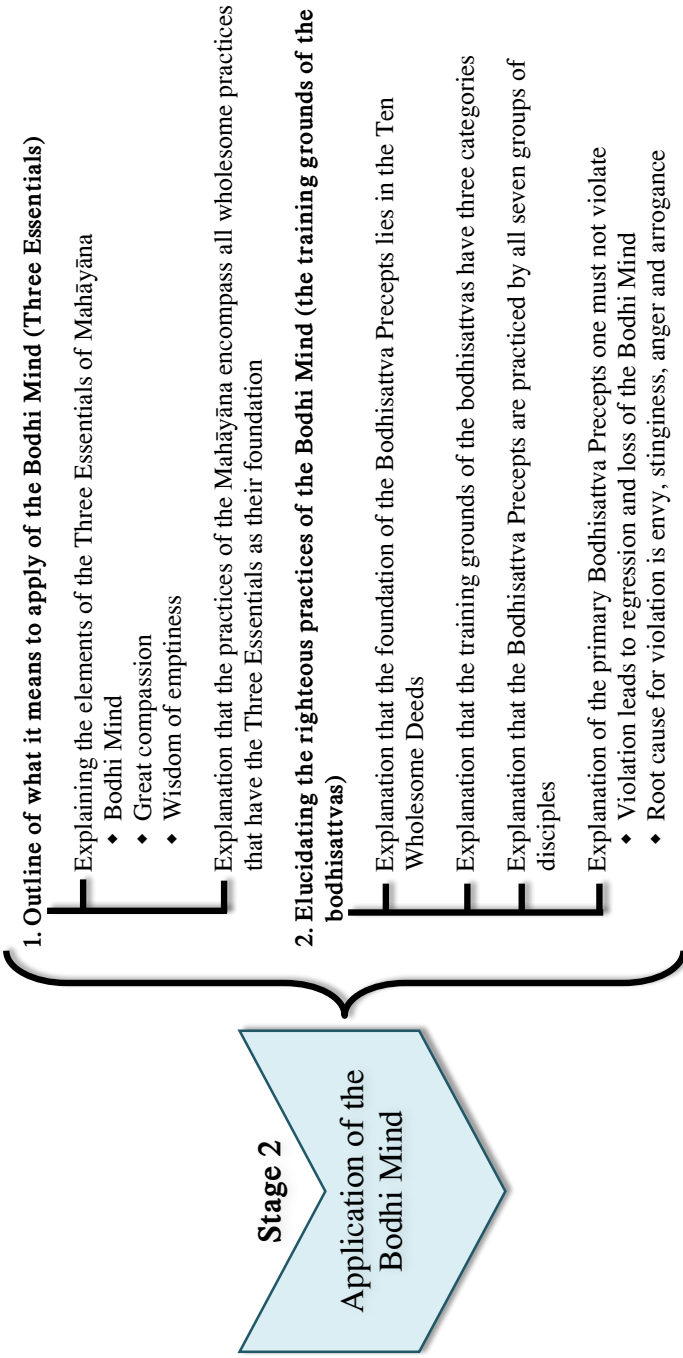 Stage 2
Application of the
Bodhi Mind
1. Outline of what it means to apply of the Bodhi Mind (Three Essentials)
Explaining the elements of the Three Essentials of Mahāyāna
◆ Bodhi Mind
◆ Great compassion
◆ Wisdom of emptiness
Explanation that the practices of the Mahāyāna encompass all wholesome practices
that have the Three Essentials as their foundation
2. Elucidating the righteous practices of the Bodhi Mind (the training grounds of the
bodhisattvas)
Explanation that the foundation of the Bodhisattva Precepts lies in the Ten
Wholesome Deeds
Explanation that the training grounds of the bodhisattvas have three categories
Explanation that the Bodhisattva Precepts are practiced by all seven groups of
disciples
Explanation of the primary Bodhisattva Precepts one must not violate
◆ Violation leads to regression and loss of the Bodhi Mind
◆ Root cause for violation is envy, stinginess, anger and arrogance